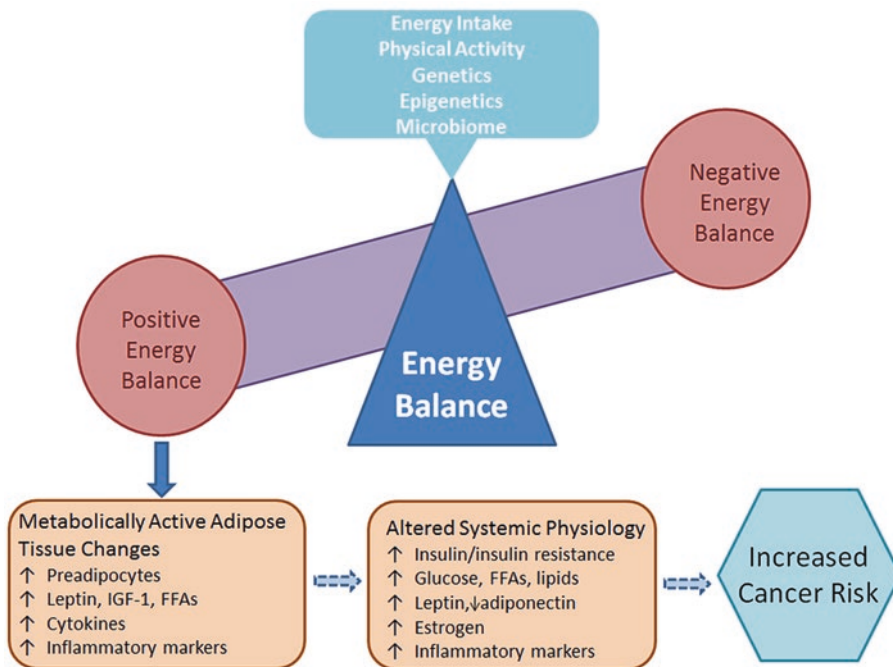 Energy Intake
Physical Activity
Genetics
Epigenetics
Microbiome
Negative
Energy
Balance
Positive
Energy
Balance
Energy
Balance
Metabolically Active Adipose
Tissue Changes
↑ Preadipocytes
↑ Leptin, IGF-1, FFAs
↑ Cytokines
↑ Inflammatory markers
Altered Systemic Physiology
↑ Insulin/insulin resistance
↑ Glucose, FFAs, lipids
↑ Leptin,↓adiponectin
↑ Estrogen
↑ Inflammatory markers
Increased
Cancer Risk